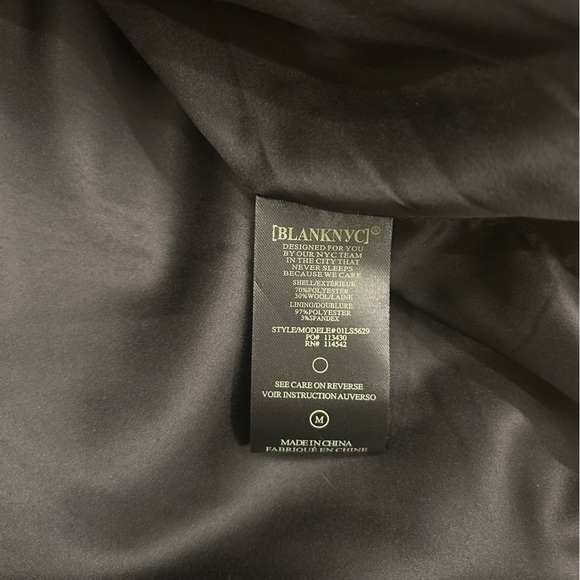 [BLANKNYC]®
DESIGNED FOR YOU
BY OUR NYC TEAM
IN THE CITY THAT
NEVER SLEEPS
BECAUSE WE CARE
SHELL/EXTÉRIEUR:
70%POLYESTER
30%WOOL/LAINE
LINING/DOUBLURE:
97%POLYESTER
3%SPANDEX
STYLE/MODELE# 01LS5629
PO# 113430
RN# 114542
SEE CARE ON REVERSE
VOIR INSTRUCTION AUVERSO
M
MADE IN CHINA
FABRIQUÉ EN CHINE